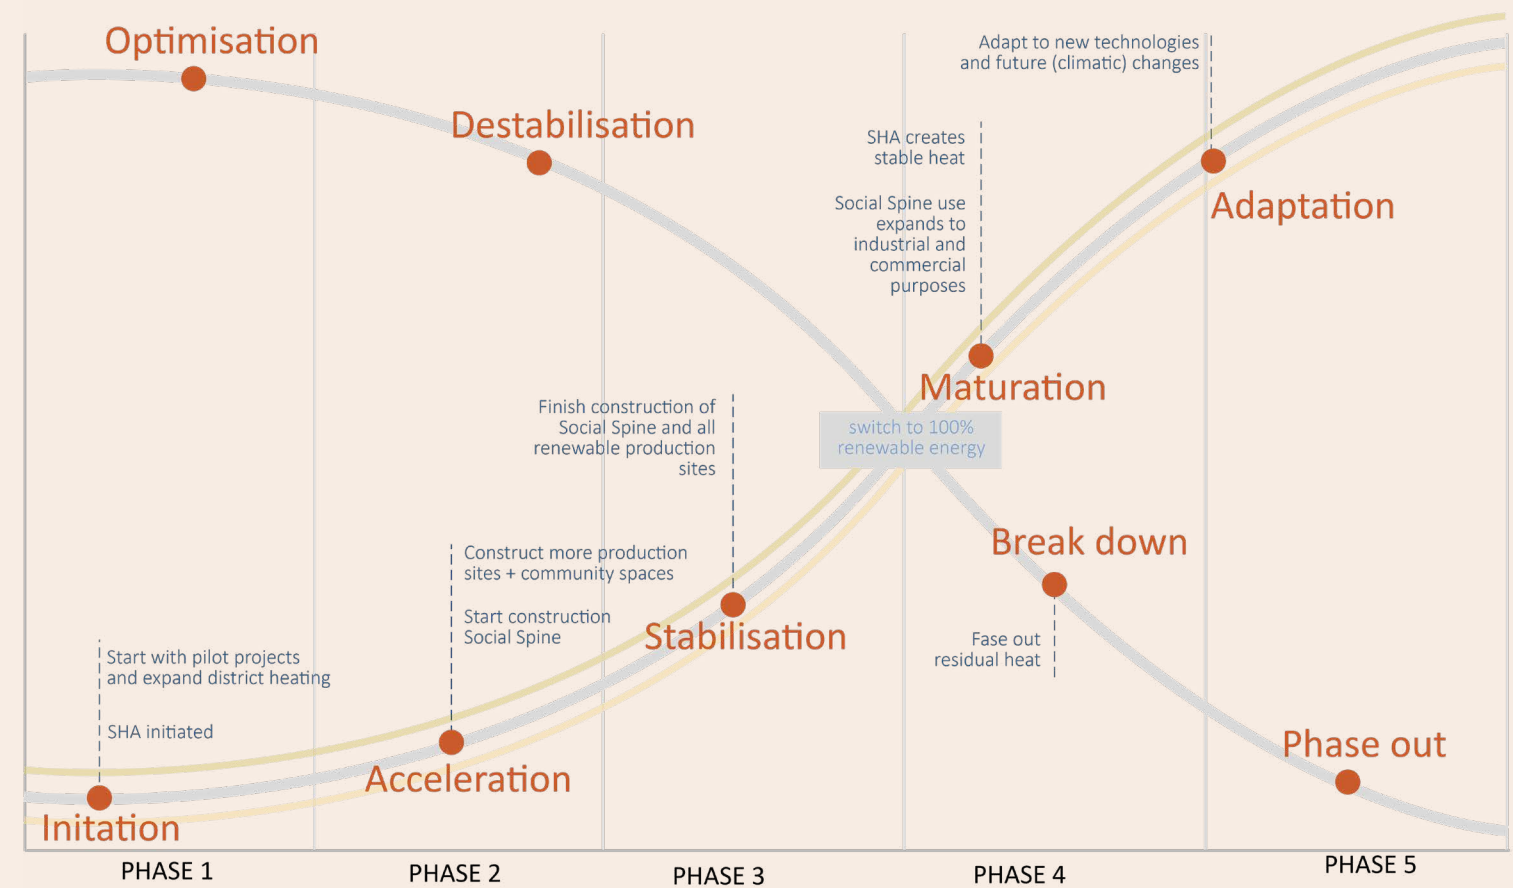 Optimisation
Destabilisation
Adapt to new technologies
and future (climatic) changes
SHA creates
stable heat
Social Spine use
expands to
industrial and
commercial
purposes
Adaptation
Maturation
Finish construction of
Social Spine and all
renewable production
sites
switch to 100%
renewable energy
Construct more production
sites + community spaces
Start construction
Social Spine
Stabilisation
Break down
Fase out
residual heat
Start with pilot projects
and expand district heating
SHA initiated
Acceleration
Initation
Phase out
PHASE 1
PHASE 2
PHASE 3
PHASE 4
PHASE 5